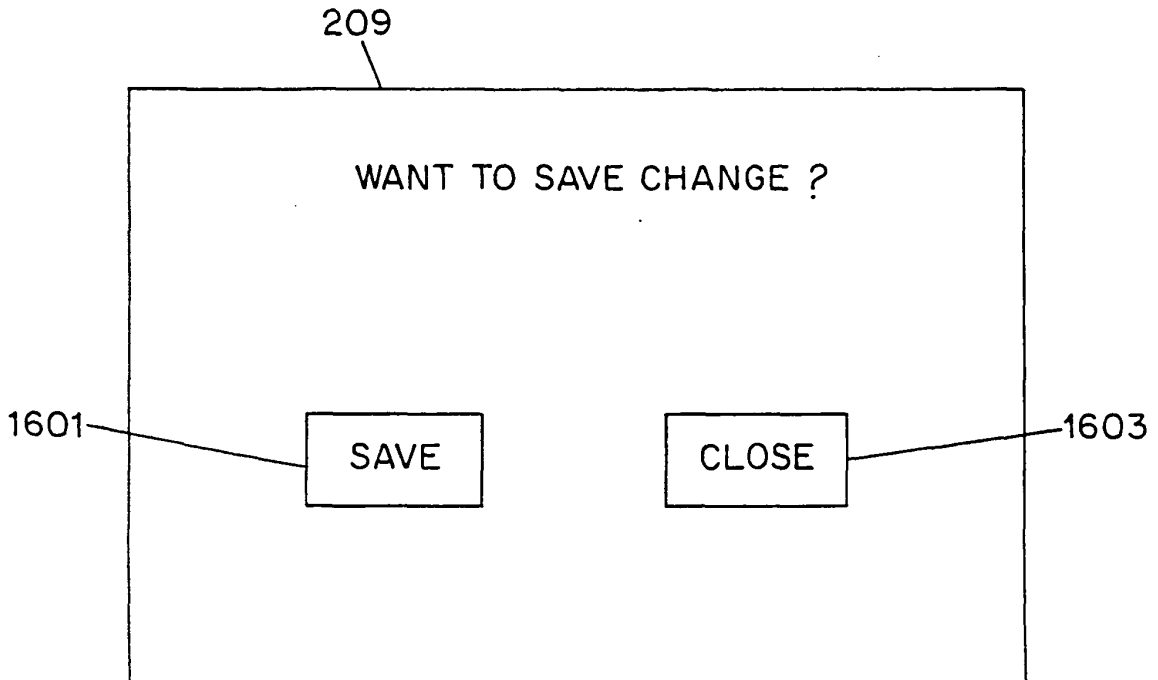 209
WANT TO SAVE CHANGE ?
1601
SAVE
CLOSE
1603